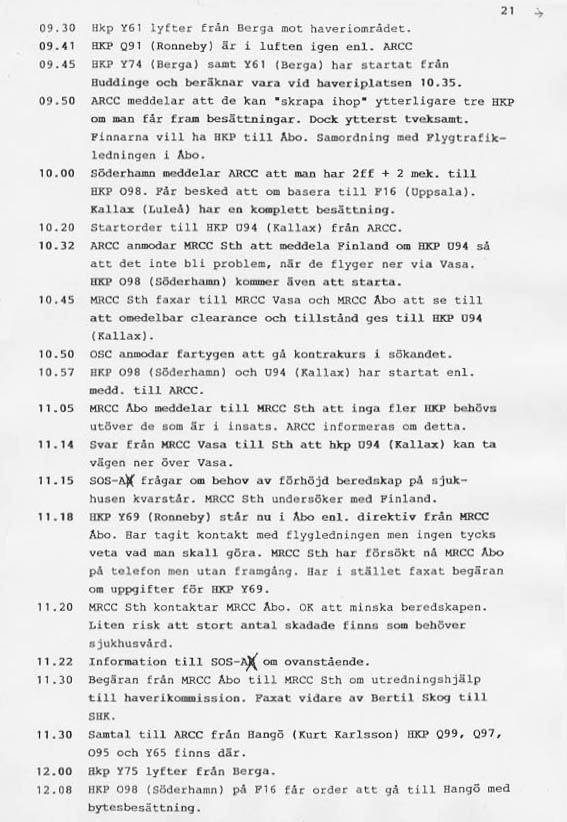 21
09.30 Hkp Y61 lyfter från Berga mot haveriområdet.
09.41 HKP Q91 (Ronneby) är i luften igen enl. ARCC
09.45 HKP Y74 (Berga) samt Y61 (Berga) har startat från
Huddinge och beräknar vara vid haveriplatsen 10.35.
09.50 ARCC meddelar att de kan "skrapa ihop" ytterligare tre HKP
om man får fram besättningar. Dock ytterst tveksamt.
Finnarna vill ha HKP till Åbo. Samordning med Flygtrafik-
ledningen i Åbo.
10.00 Söderhamn meddelar ARCC att man har 2ff + 2 mek. till
HKP O98. Får besked att om basera till F16 (Uppsala).
Kallax (Luleå) har en komplett besättning.
10.20 Startorder till HKP U94 (Kallax) från ARCC.
10.32 ARCC anmodar MRCC Sth att meddela Finland om HKP U94 så
att det inte bli problem, när de flyger ner via Vasa.
HKP O98 (Söderhamn) kommer även att starta.
10.45 MRCC Sth faxar till MRCC Vasa och MRCC Åbo att se till
att omedelbar clearance och tillstånd ges till HKP U94
(Kallax).
10.50 OSC anmodar fartygen att gå kontrakurs i sökandet.
10.57 HKP O98 (Söderhamn) och U94 (Kallax) har startat enl.
medd. till ARCC.
11.05 MRCC Åbo meddelar till MRCC Sth att inga fler HKP behövs
utöver de som är i insats. ARCC informeras om detta.
11.14 Svar från MRCC Vasa till Sth att hkp U94 (Kallax) kan ta
vägen ner över Vasa.
11.15 SOS-A frågar om behov av förhöjd beredskap på sjuk-
husen kvarstår. MRCC Sth undersöker med Finland.
11.18 HKP Y69 (Ronneby) står nu i Åbo enl. direktiv från MRCC
Åbo. Har tagit kontakt med flygledningen men ingen tycks
veta vad man skall göra. MRCC Sth har försökt nå MRCC Åbo
på telefon men utan framgång. Har i stället faxat begäran
om uppgifter för HKP Y69.
11.20 MRCC Sth kontaktar MRCC Åbo. OK att minska beredskapen.
Liten risk att stort antal skadade finns som behöver
sjukhusvård.
11.22 Information till SOS-A om ovanstående.
11.30 Begäran från MRCC Åbo till MRCC Sth om utredningshjälp
till haverikommission. Faxat vidare av Bertil Skog till
SHK.
11.30 Samtal till ARCC från Hangö (Kurt Karlsson) HKP Q99, Q97,
O95 och Y65 finns där.
12.00 Hkp Y75 lyfter från Berga.
12.08 HKP O98 (Söderhamn) på F16 får order att gå till Hangö med
bytesbesättning.